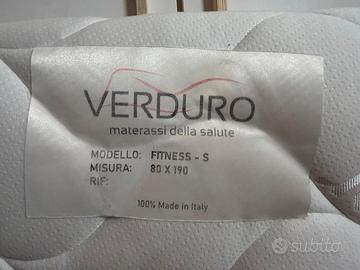 VERDURO
materassi della salute
MODELLO: FITNESS - S
MISURA: 80 X 190
RIF:
100% Made in Italy
subito